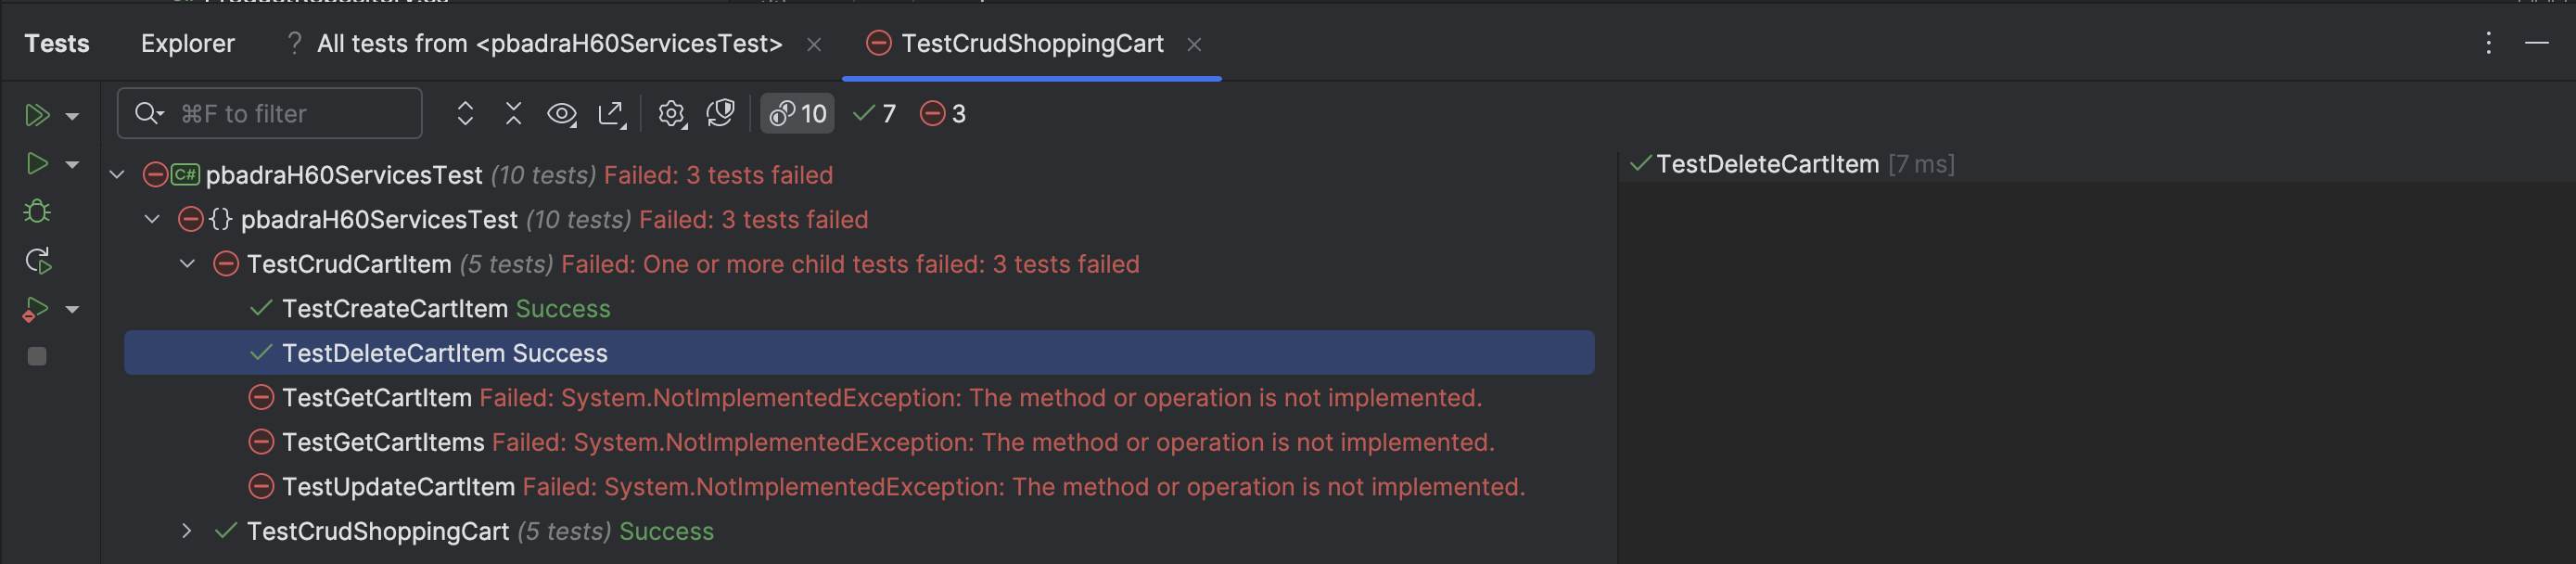 Tests Explorer ? All tests from <pbadraH60ServicesTest> × TestCrudShoppingCart ×
⌘F to filter 10 7 3
C# pbadraH60ServicesTest (10 tests) Failed: 3 tests failed
{} pbadraH60ServicesTest (10 tests) Failed: 3 tests failed
TestCrudCartItem (5 tests) Failed: One or more child tests failed: 3 tests failed
TestCreateCartItem Success
TestDeleteCartItem Success
TestGetCartItem Failed: System.NotImplementedException: The method or operation is not implemented.
TestGetCartItems Failed: System.NotImplementedException: The method or operation is not implemented.
TestUpdateCartItem Failed: System.NotImplementedException: The method or operation is not implemented.
TestCrudShoppingCart (5 tests) Success
TestDeleteCartItem [7 ms]